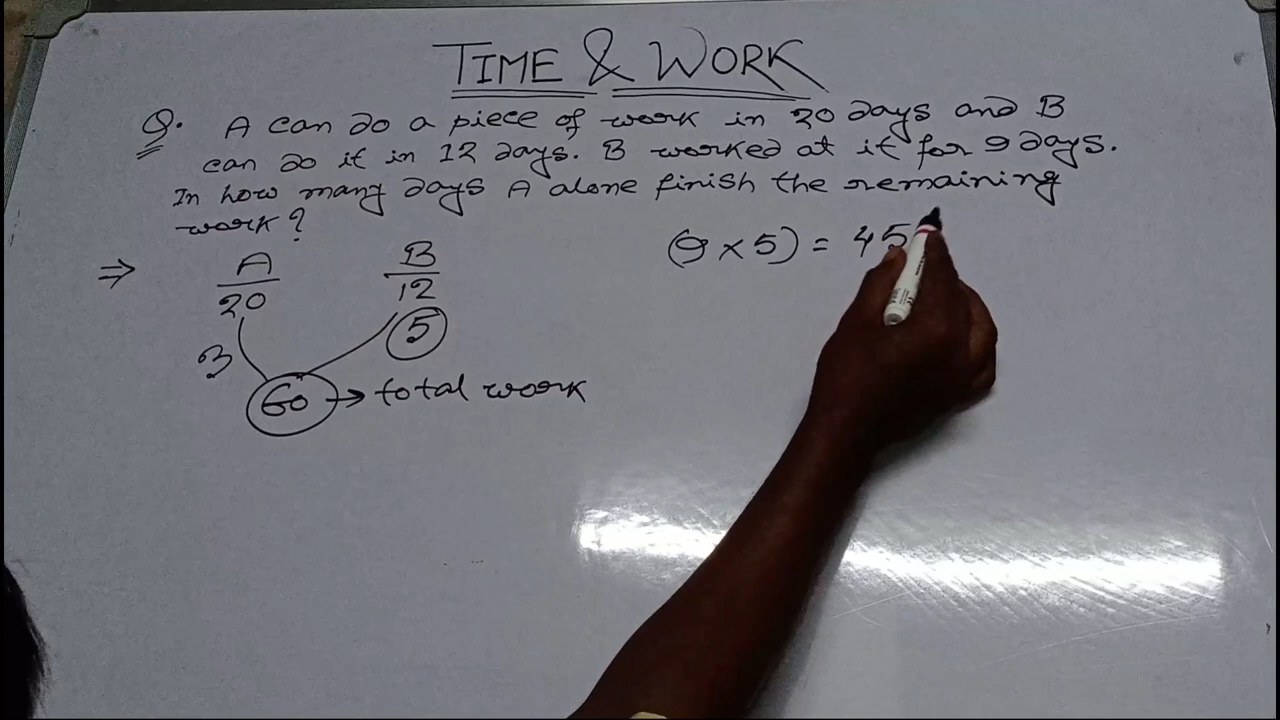 TIME & WORK
Q. A can do a piece of work in 20 days and B
can do it in 12 days. B worked at it for 9 days.
In how many days A alone finish the remaining
work?
(9 × 5) = 45
⇒ A B
20 12
3 5
60 → total work